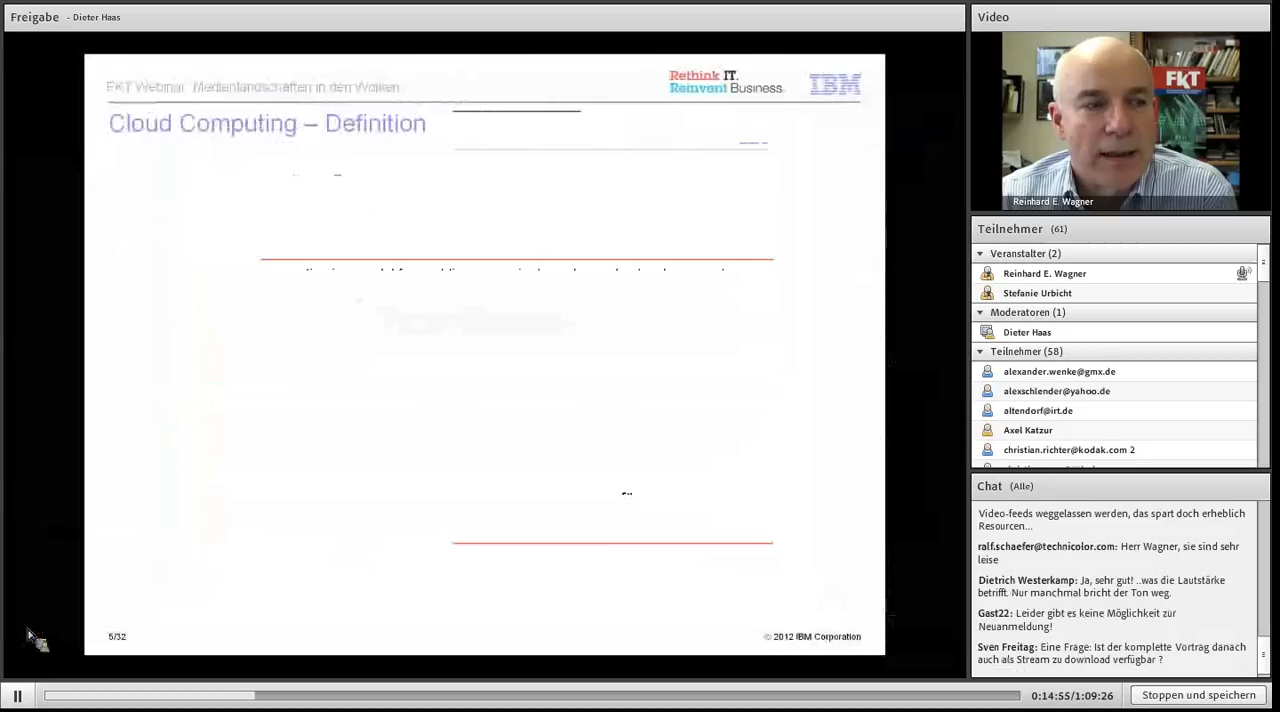 Freigabe - Dieter Haas
Rethink IT.
Reinvent Business.
IBM
Cloud Computing – Definition
5/32
© 2012 IBM Corporation
Video
FKT
Reinhard E. Wagner
Teilnehmer (61)
Veranstalter (2)
Reinhard E. Wagner
Stefanie Urbicht
Moderatoren (1)
Dieter Haas
Teilnehmer (58)
alexander.wenke@gmx.de
alexschlender@yahoo.de
altendorf@irt.de
Axel Katzur
christian.richter@kodak.com 2
Chat (Alle)
Video-feeds weggelassen werden, das spart doch erheblich
Resourcen...
ralf.schaefer@technicolor.com: Herr Wagner, sie sind sehr
leise
Dietrich Westerkamp: Ja, sehr gut! ..was die Lautstärke
betrifft. Nur manchmal bricht der Ton weg.
Gast22: Leider gibt es keine Möglichkeit zur
Neuanmeldung!
Sven Freitag: Eine Frage: Ist der komplette Vortrag danach
auch als Stream zu download verfügbar ?
0:14:55/1:09:26
Stoppen und speichern